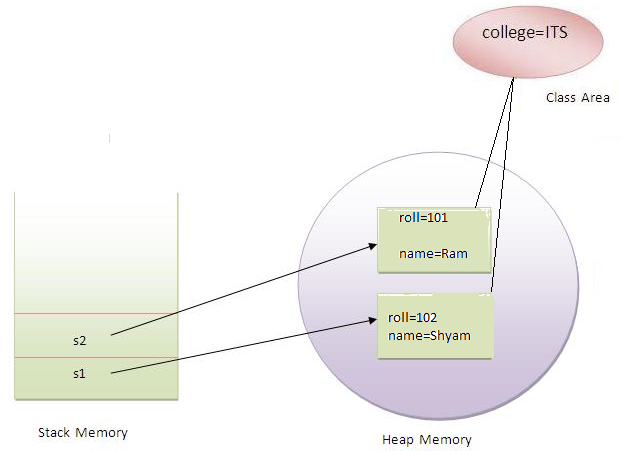 college=ITS
Class Area
roll=101
name=Ram
roll=102
name=Shyam
s2
s1
Stack Memory
Heap Memory